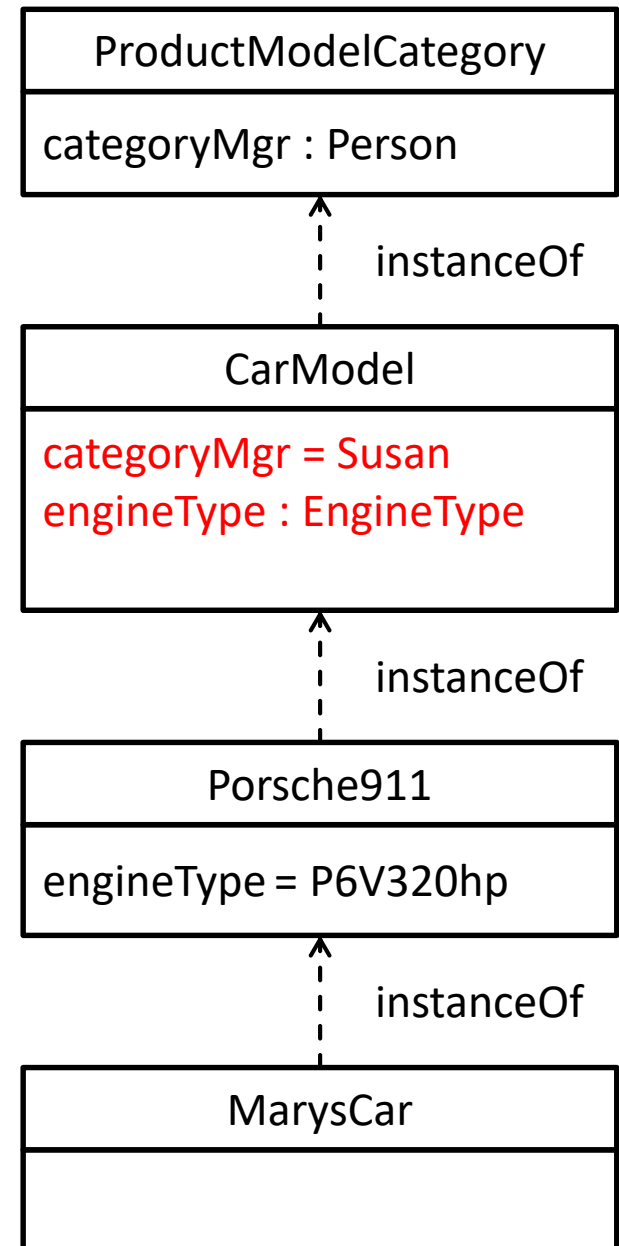 ProductModelCategory
categoryMgr : Person
instanceOf
CarModel
categoryMgr = Susan
engineType : EngineType
instanceOf
Porsche911
engineType = P6V320hp
instanceOf
MarysCar